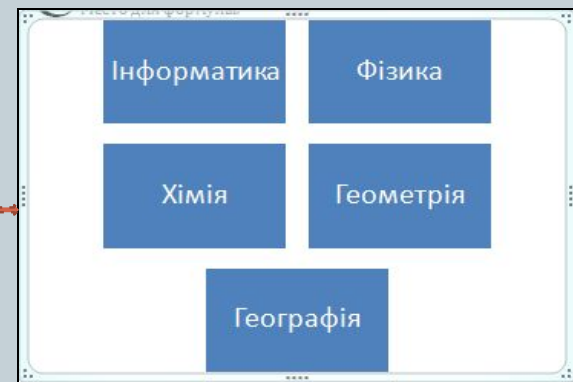 Інформатика
Фізика
Хімія
Геометрія
Географія